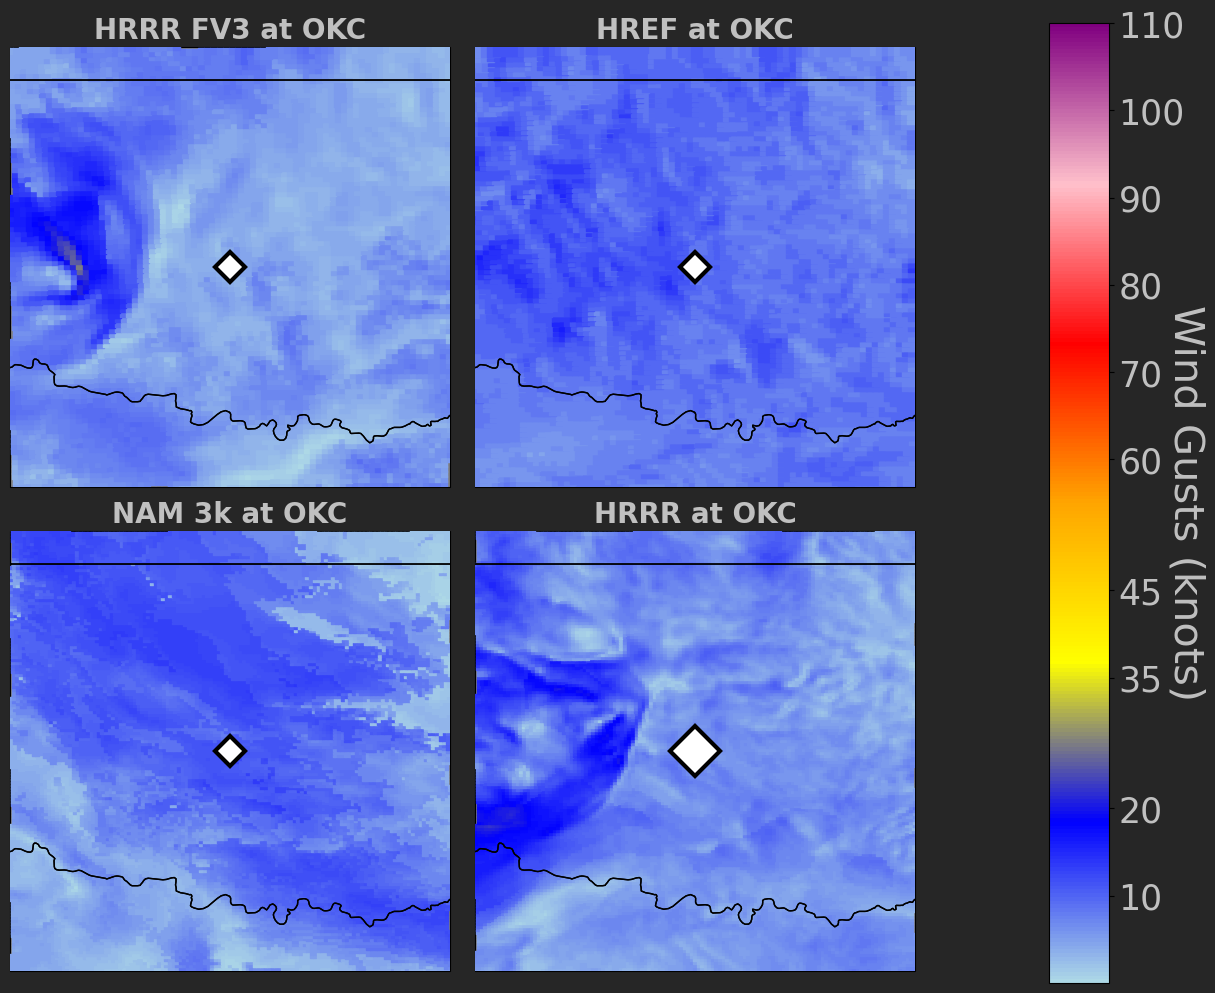 HRRR FV3 at OKC
HREF at OKC
NAM 3k at OKC
HRRR at OKC
110
100
90
80
70
60
45
35
20
10
Wind Gusts (knots)